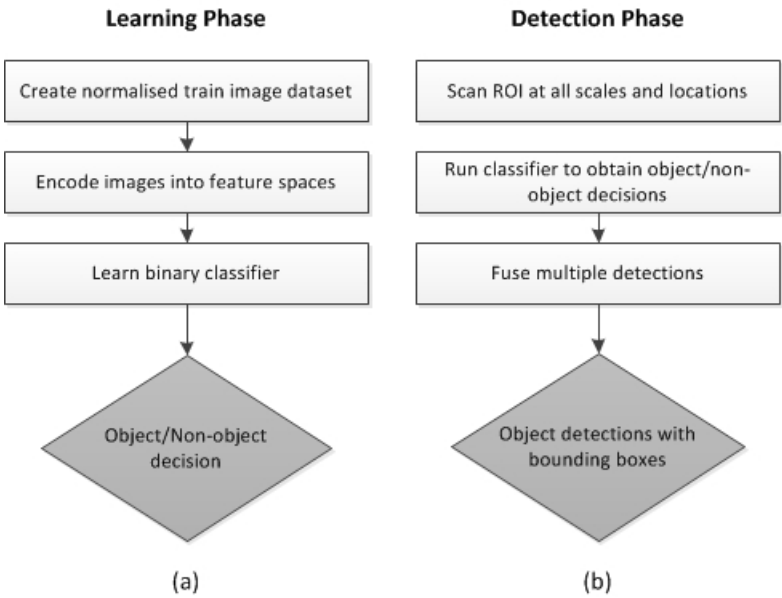 Learning Phase
Create normalised train image dataset
Encode images into feature spaces
Learn binary classifier
Object/Non-object
decision
(a)
Detection Phase
Scan ROI at all scales and locations
Run classifier to obtain object/non-
object decisions
Fuse multiple detections
Object detections with
bounding boxes
(b)